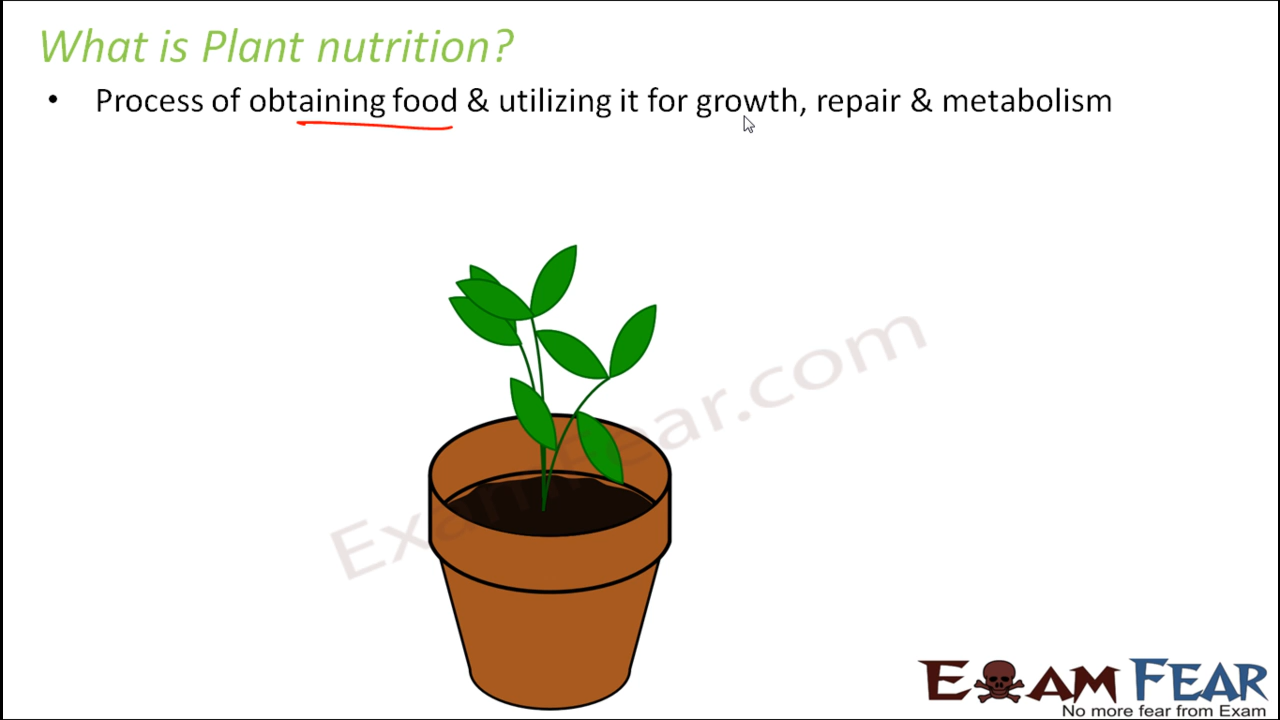 What is Plant nutrition?
• Process of obtaining food & utilizing it for growth, repair & metabolism
ExamFear.com
EXAM FEAR
No more fear from Exam